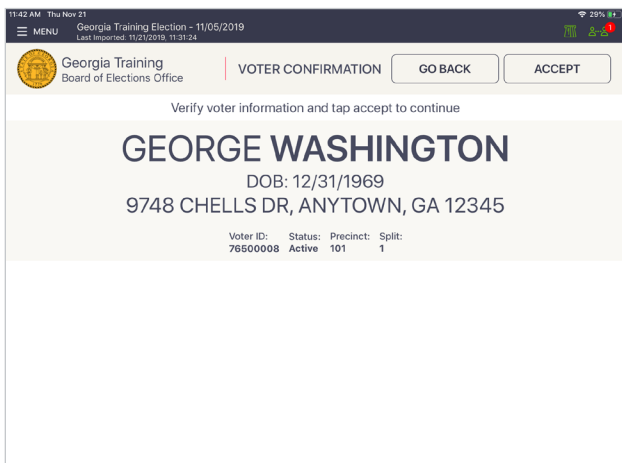 11:42 AM Thu Nov 21 29%
MENU Georgia Training Election - 11/05/2019
Last Imported: 11/21/2019, 11:31:24
1
Georgia Training
Board of Elections Office
VOTER CONFIRMATION
GO BACK
ACCEPT
Verify voter information and tap accept to continue
GEORGE WASHINGTON
DOB: 12/31/1969
9748 CHELLS DR, ANYTOWN, GA 12345
Voter ID: Status: Precinct: Split:
76500008 Active 101 1